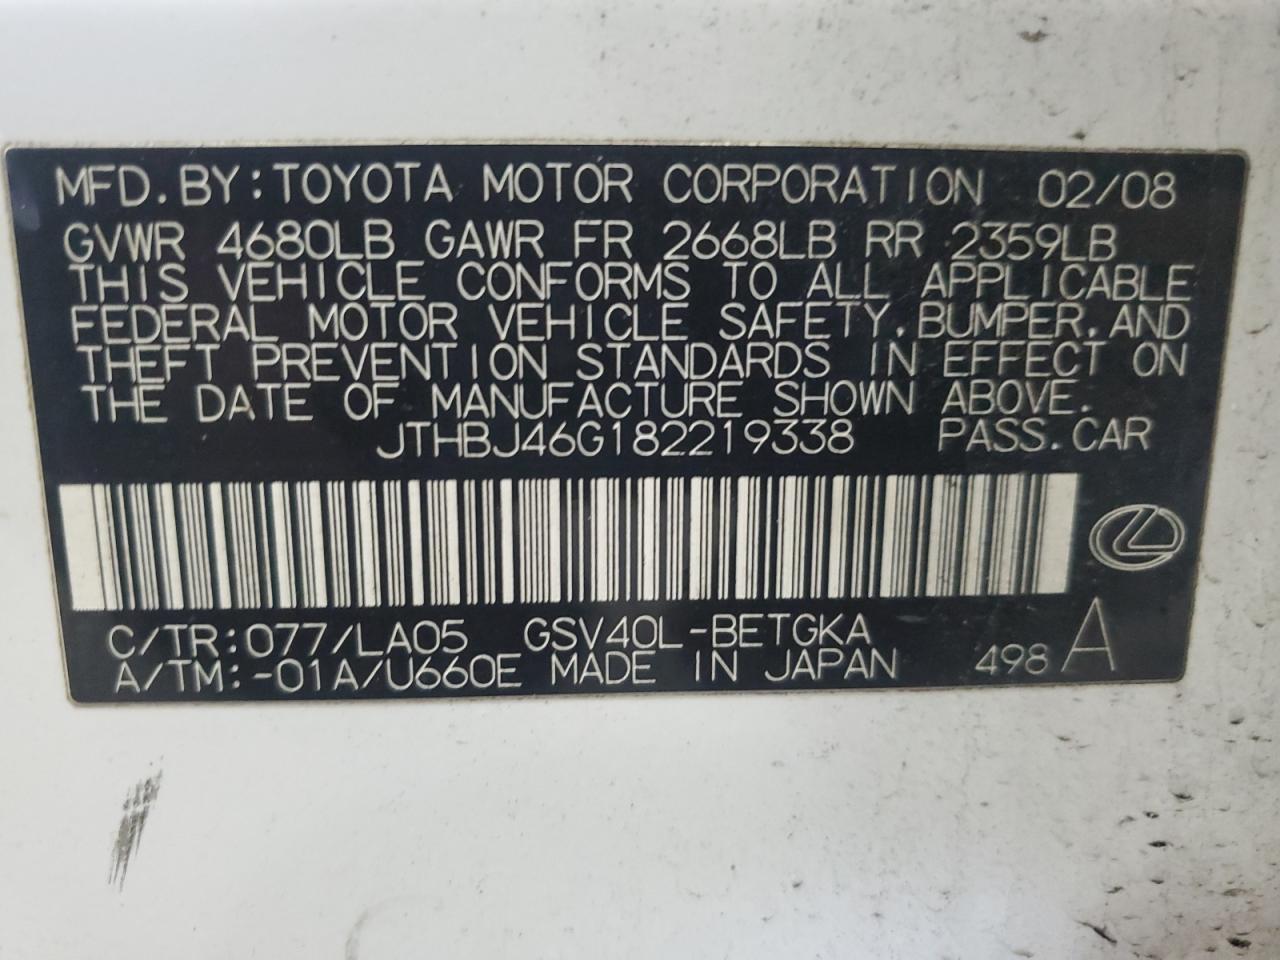 MFD.BY:TOYOTA MOTOR CORPORATION 02/08
GVWR 4680LB GAWR FR 2668LB RR 2359LB
THIS VEHICLE CONFORMS TO ALL APPLICABLE
FEDERAL MOTOR VEHICLE SAFETY,BUMPER,AND
THEFT PREVENTION STANDARDS IN EFFECT ON
THE DATE OF MANUFACTURE SHOWN ABOVE.
JTHBJ46G182219338 PASS.CAR
C/TR:077/LA05 GSV40L-BETGKA
A/TM:-01A/U660E MADE IN JAPAN 498 A